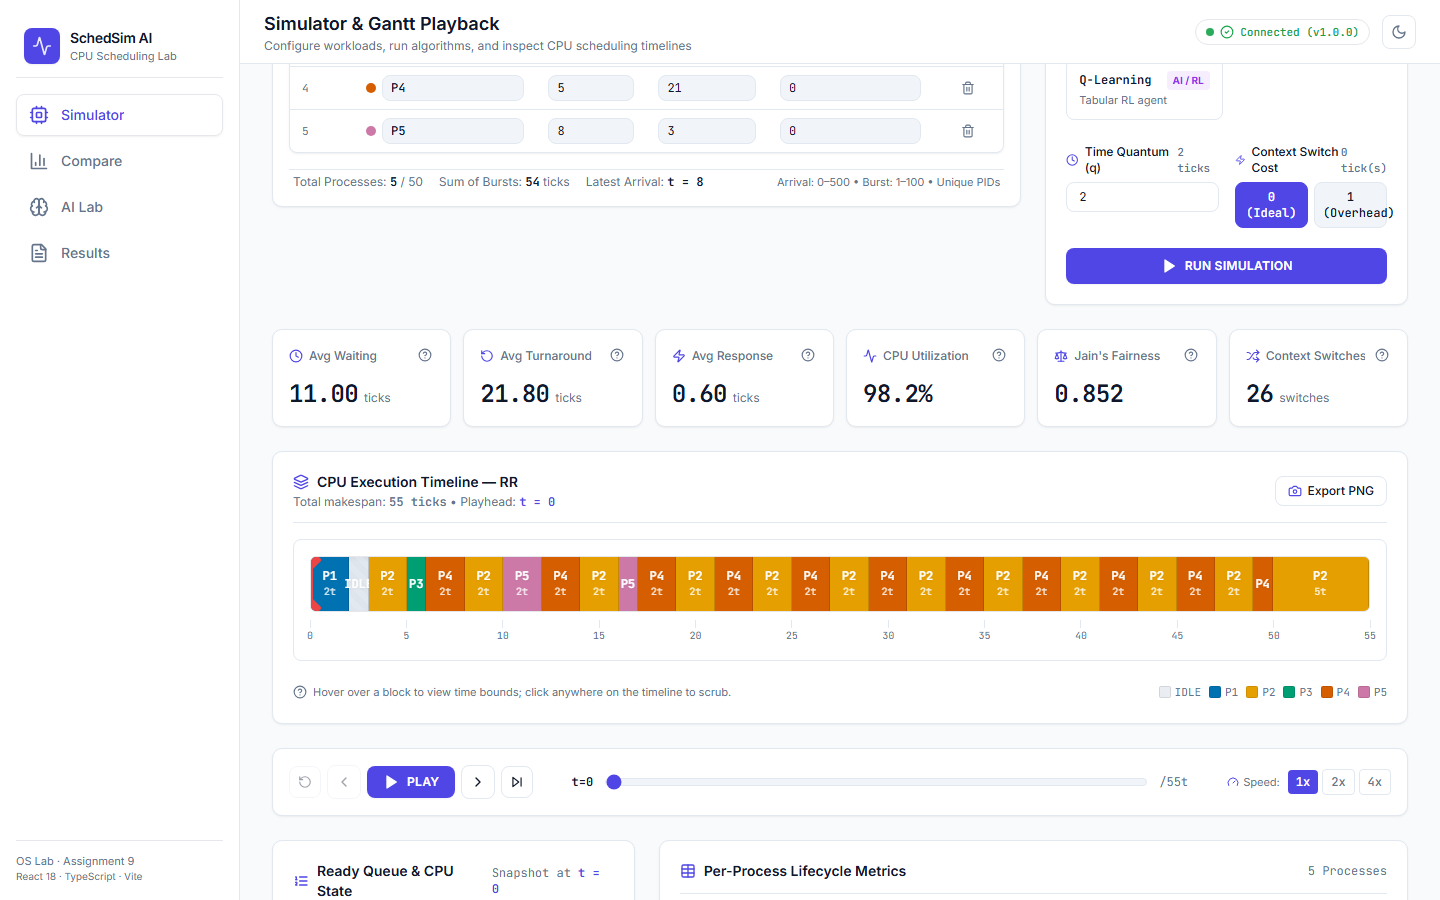 SchedSim AI
CPU Scheduling Lab
Simulator
Compare
AI Lab
Results
OS Lab · Assignment 9
React 18 · TypeScript · Vite
Simulator & Gantt Playback
Configure workloads, run algorithms, and inspect CPU scheduling timelines
Connected (v1.0.0)
4 P4 5 21 0
5 P5 8 3 0
Total Processes: 5 / 50 Sum of Bursts: 54 ticks Latest Arrival: t = 8 Arrival: 0–500 • Burst: 1–100 • Unique PIDs
Q-Learning AI / RL
Tabular RL agent
Time Quantum (q) 2 ticks
2
Context Switch Cost 0 tick(s)
0 (Ideal)
1 (Overhead)
RUN SIMULATION
Avg Waiting
11.00 ticks
Avg Turnaround
21.80 ticks
Avg Response
0.60 ticks
CPU Utilization
98.2%
Jain's Fairness
0.852
Context Switches
26 switches
CPU Execution Timeline — RR
Total makespan: 55 ticks • Playhead: t = 0
Export PNG
P1 IDLE P2 P3 P4 P2 P5 P4 P2 P5 P4 P2 P4 P2 P4 P2 P4 P2 P4 P2 P4 P2 P4 P2 P4 P2 P4 P2
2t 2t 2t 2t 2t 2t 2t 2t 2t 2t 2t 2t 2t 2t 2t 2t 2t 2t 2t 2t 2t 2t 2t 5t
0 5 10 15 20 25 30 35 40 45 50 55
Hover over a block to view time bounds; click anywhere on the timeline to scrub.
IDLE P1 P2 P3 P4 P5
PLAY
t=0
/55t
Speed: 1x 2x 4x
Ready Queue & CPU State
Snapshot at t = 0
Per-Process Lifecycle Metrics
5 Processes